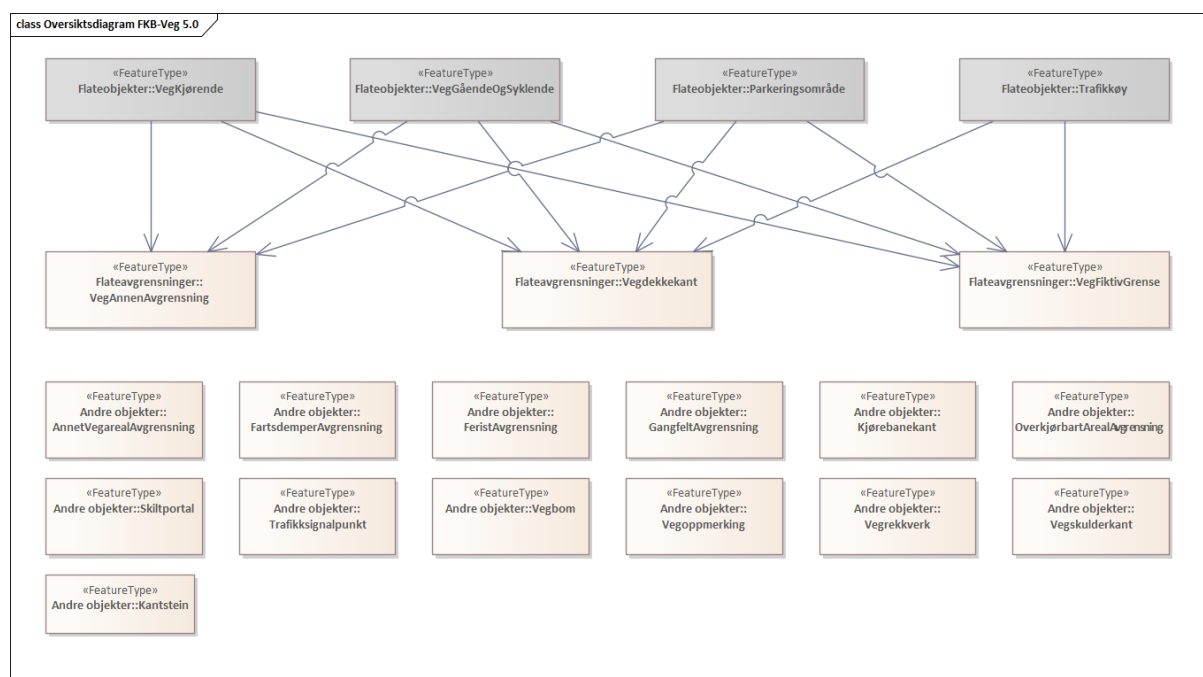 class Oversiktsdiagram FKB-Veg 5.0
«FeatureType»
Flateobjekter::VegKjørende
«FeatureType»
Flateobjekter::VegGåendeOgSyklende
«FeatureType»
Flateobjekter::Parkeringsområde
«FeatureType»
Flateobjekter::Trafikkøy
«FeatureType»
Flateavgrensninger::
VegAnnenAvgrensning
«FeatureType»
Flateavgrensninger::Vegdekkekant
«FeatureType»
Flateavgrensninger::VegFiktivGrense
«FeatureType»
Andre objekter::
AnnetVegarealAvgrensning
«FeatureType»
Andre objekter::
FartsdemperAvgrensning
«FeatureType»
Andre objekter::
FeristAvgrensning
«FeatureType»
Andre objekter::
GangfeltAvgrensning
«FeatureType»
Andre objekter::
Kjørebanekant
«FeatureType»
Andre objekter::
OverkjørbartArealAvgrensning
«FeatureType»
Andre objekter::Skiltportal
«FeatureType»
Andre objekter::
Trafikksignalpunkt
«FeatureType»
Andre objekter::Vegbom
«FeatureType»
Andre objekter::
Vegoppmerking
«FeatureType»
Andre objekter::
Vegrekkverk
«FeatureType»
Andre objekter::
Vegskulderkant
«FeatureType»
Andre objekter::Kantstein